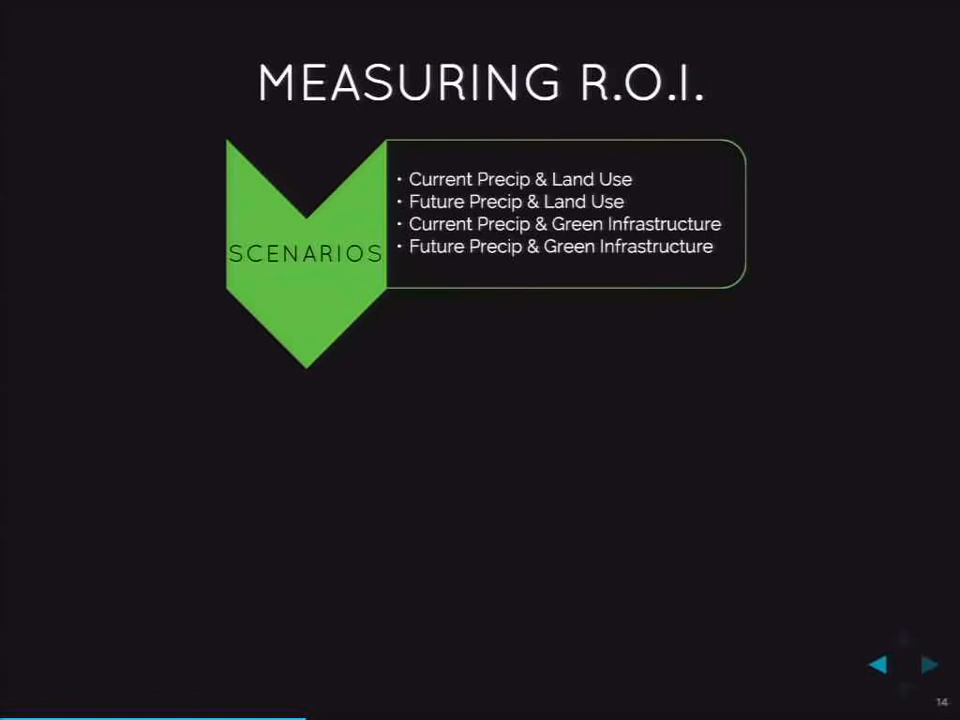 MEASURING R.O.I.
SCENARIOS
• Current Precip & Land Use
• Future Precip & Land Use
• Current Precip & Green Infrastructure
• Future Precip & Green Infrastructure
14